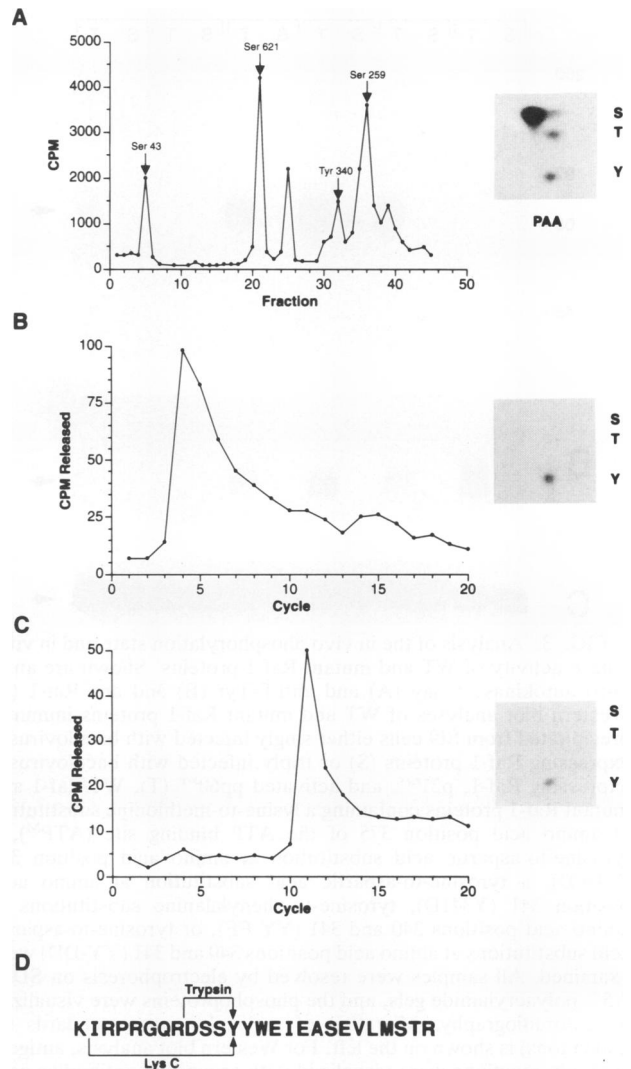 A
5000
4000
3000
2000
1000
0
CPM
Ser 43
Ser 621
Tyr 340
Ser 259
0
10
20
30
40
50
Fraction
S
T
Y
PAA
B
100
75
50
25
0
CPM Released
0
5
10
15
20
Cycle
S
T
Y
C
50
40
30
20
10
0
CPM Released
0
5
10
15
20
Cycle
S
T
Y
D
Trypsin
KIRPRGQRDSSYYWEIEASEVLMSTR
Lys C